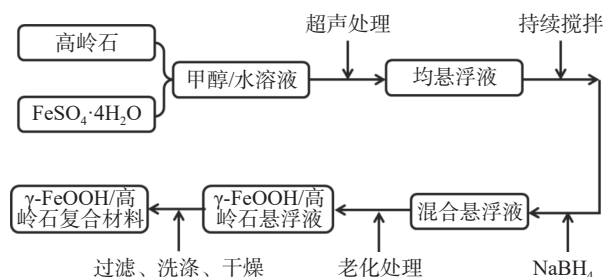 超声处理
持续搅拌
高岭石
甲醇/水溶液
均悬浮液
FeSO₄·4H₂O
γ-FeOOH/高
岭石复合材料
γ-FeOOH/高
岭石悬浮液
混合悬浮液
过滤、洗涤、干燥
老化处理
NaBH₄